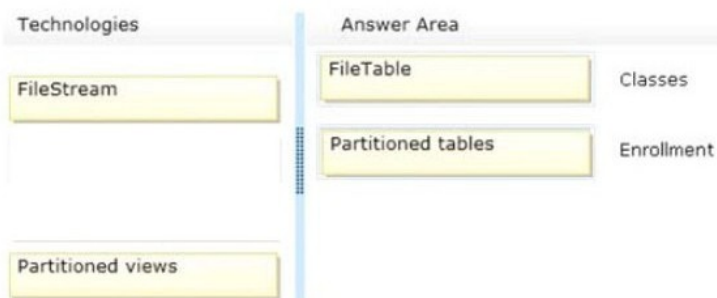 Technologies
Answer Area
FileStream
FileTable
Classes
Partitioned tables
Enrollment
Partitioned views